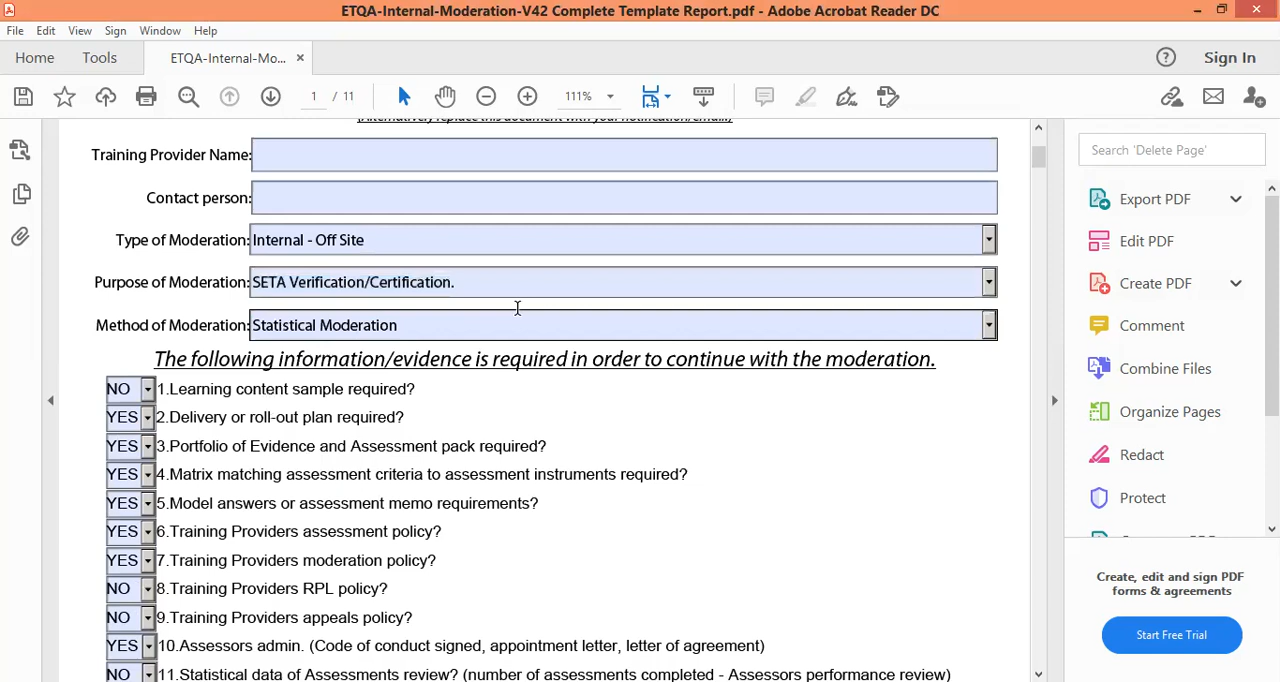 ETQA-Internal-Moderation-V42 Complete Template Report.pdf - Adobe Acrobat Reader DC
File Edit View Sign Window Help
Home Tools ETQA-Internal-Mo... × Sign In
1 / 11 111% Search 'Delete Page'
(Alternatively replace this document with your notification/email)
Training Provider Name:
Contact person:
Type of Moderation: Internal - Off Site
Purpose of Moderation: SETA Verification/Certification.
Method of Moderation: Statistical Moderation
The following information/evidence is required in order to continue with the moderation.
NO 1.Learning content sample required?
YES 2.Delivery or roll-out plan required?
YES 3.Portfolio of Evidence and Assessment pack required?
YES 4.Matrix matching assessment criteria to assessment instruments required?
YES 5.Model answers or assessment memo requirements?
YES 6.Training Providers assessment policy?
YES 7.Training Providers moderation policy?
NO 8.Training Providers RPL policy?
NO 9.Training Providers appeals policy?
YES 10.Assessors admin. (Code of conduct signed, appointment letter, letter of agreement)
NO 11.Statistical data of Assessments review? (number of assessments completed - Assessors performance review)
Export PDF
Edit PDF
Create PDF
Comment
Combine Files
Organize Pages
Redact
Protect
Create, edit and sign PDF
forms & agreements
Start Free Trial